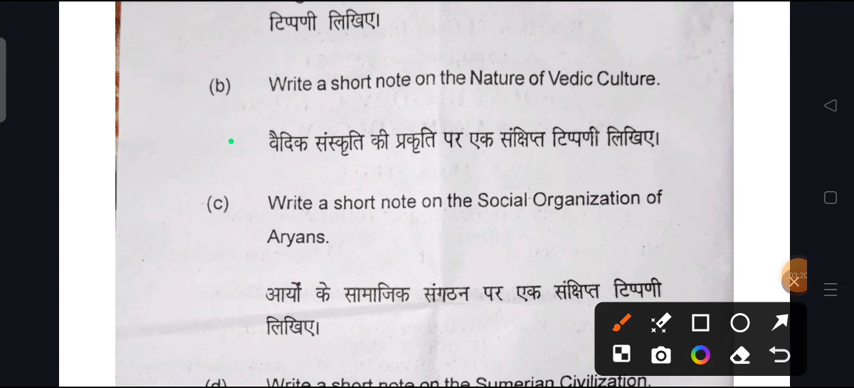 टिप्पणी लिखिए।
(b) Write a short note on the Nature of Vedic Culture.
वैदिक संस्कृति की प्रकृति पर एक संक्षिप्त टिप्पणी लिखिए।
(c) Write a short note on the Social Organization of
Aryans.
आर्यों के सामाजिक संगठन पर एक संक्षिप्त टिप्पणी
लिखिए।
(d) Write a short note on the Sumerian Civilization.